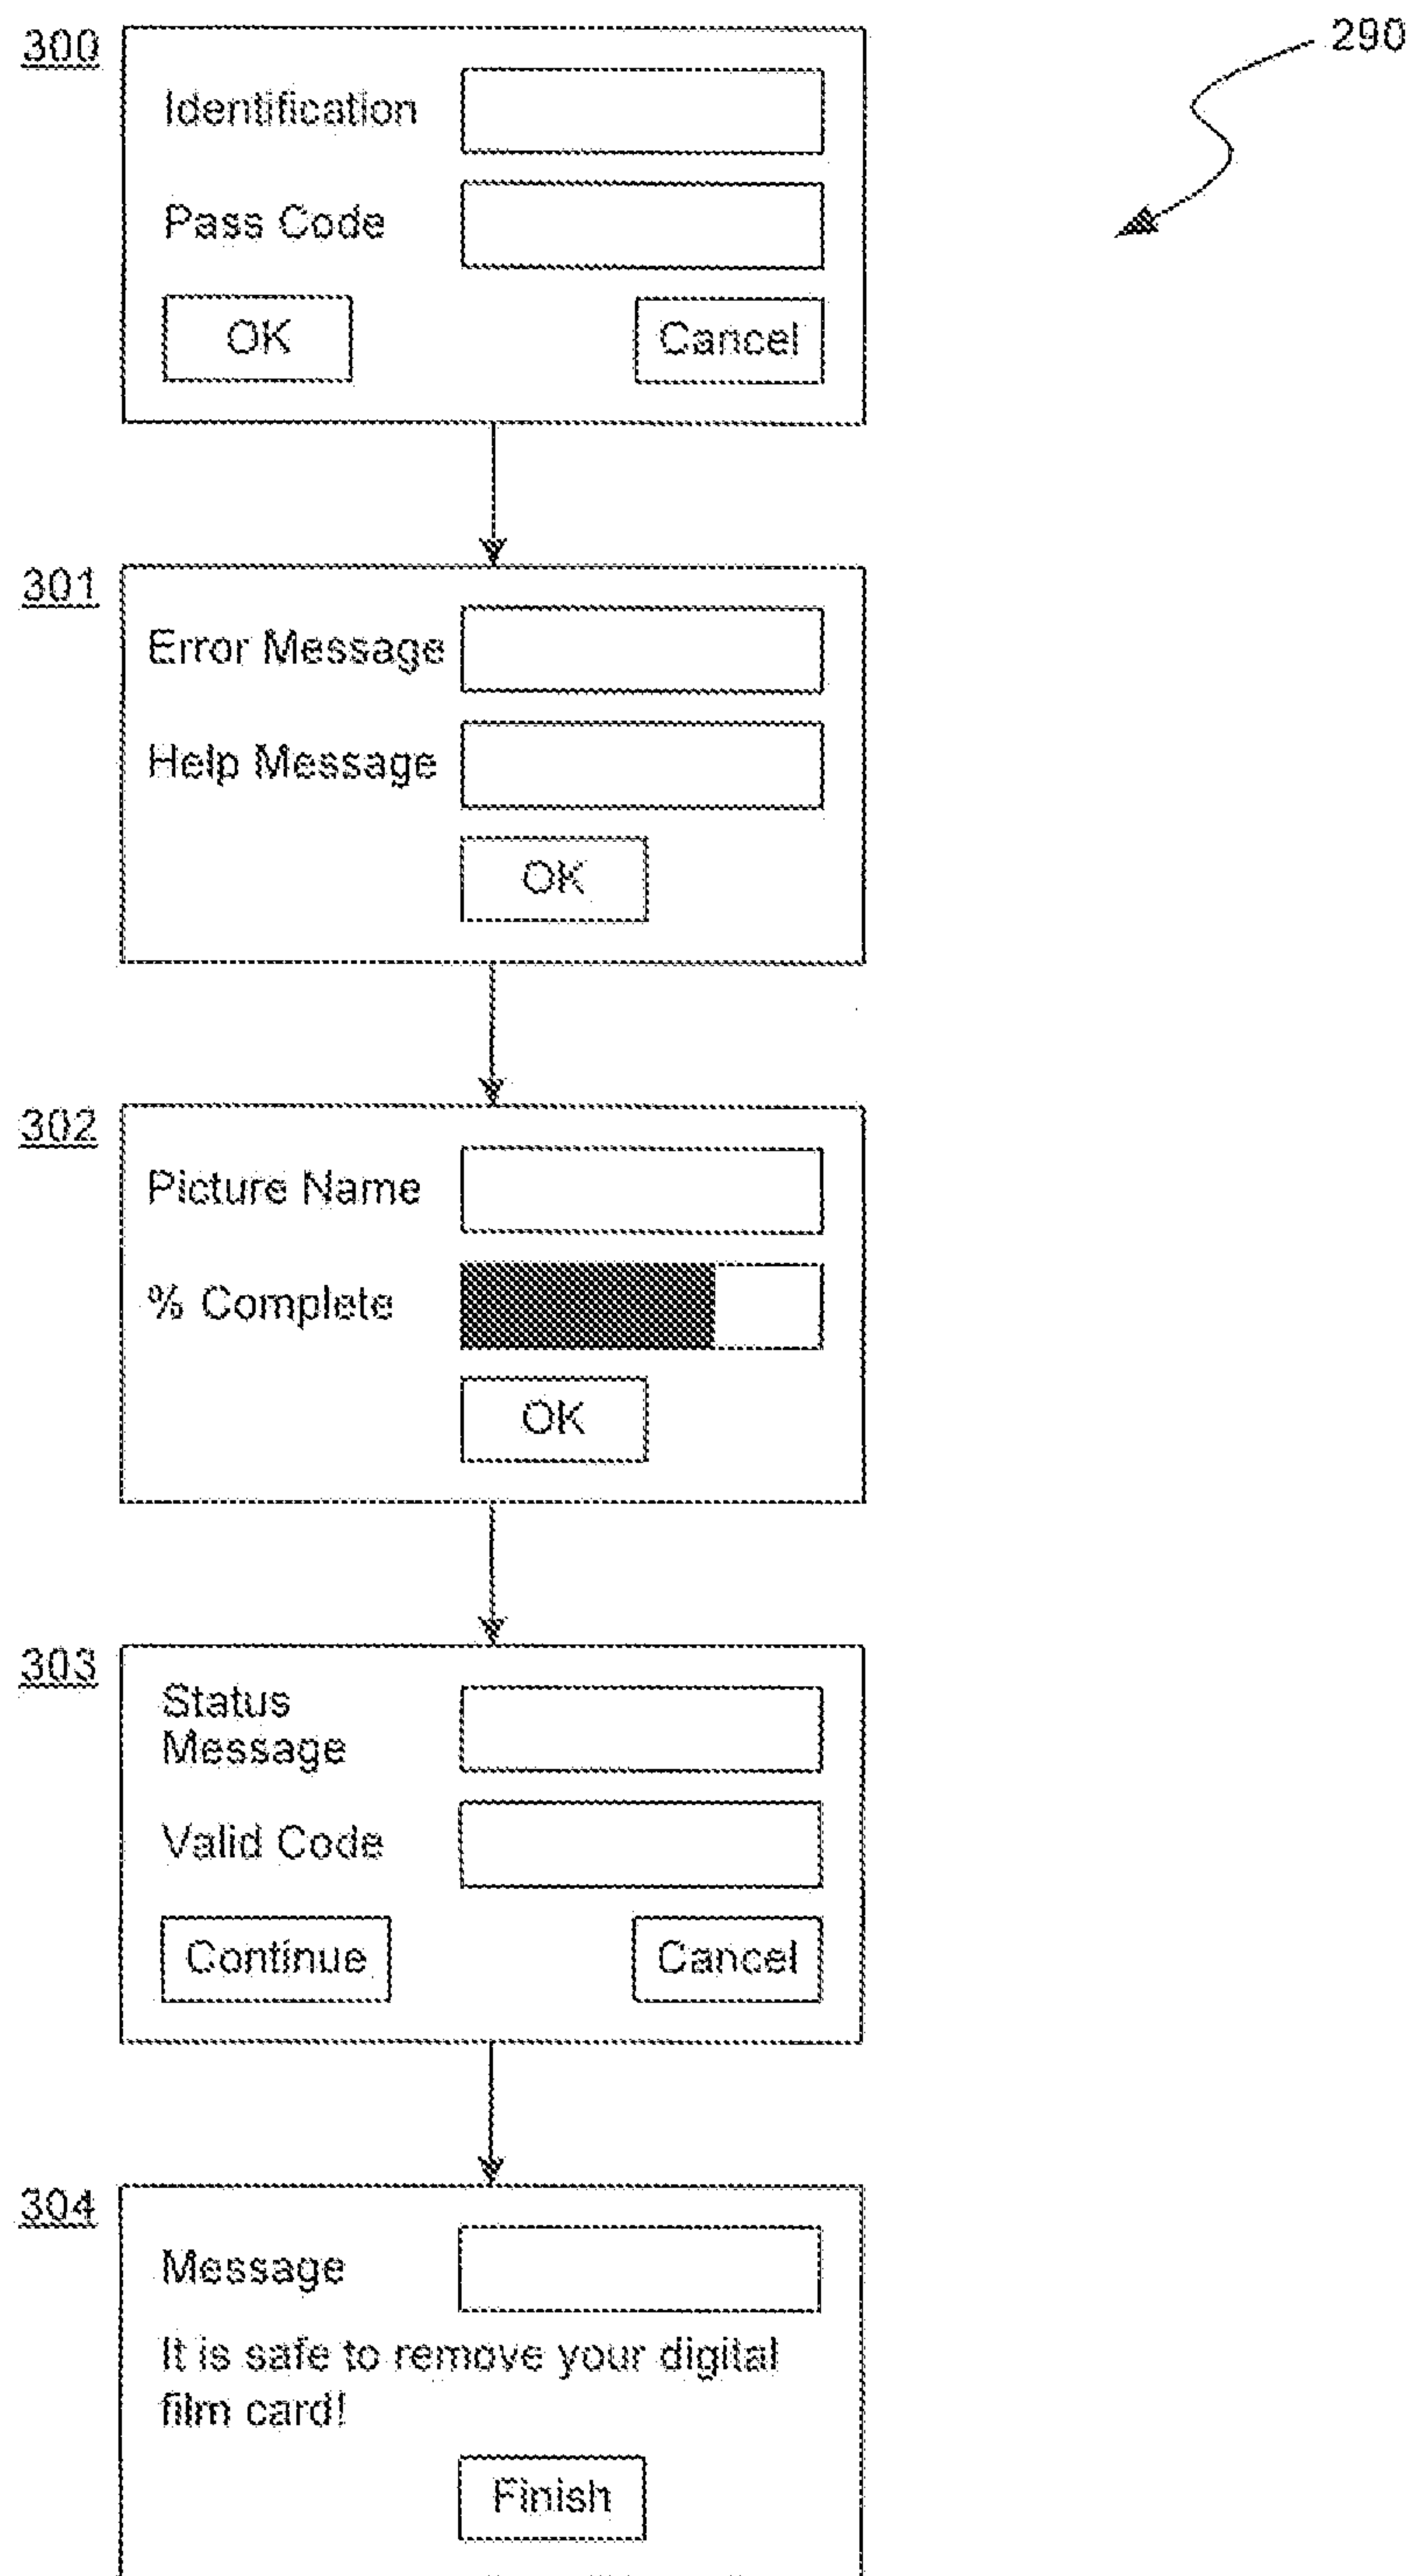 300
290
Identification
Pass Code
OK
Cancel
301
Error Message
Help Message
OK
302
Picture Name
% Complete
OK
303
Status
Message
Valid Code
Continue
Cancel
304
Message
It is safe to remove your digital
film card!
Finish